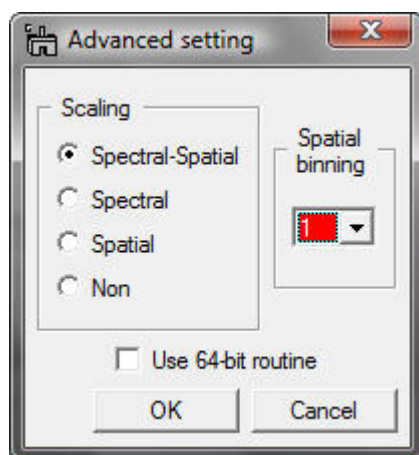 Advanced setting
Scaling
Spectral-Spatial
Spectral
Spatial
Non
Spatial
binning
1
Use 64-bit routine
OK
Cancel